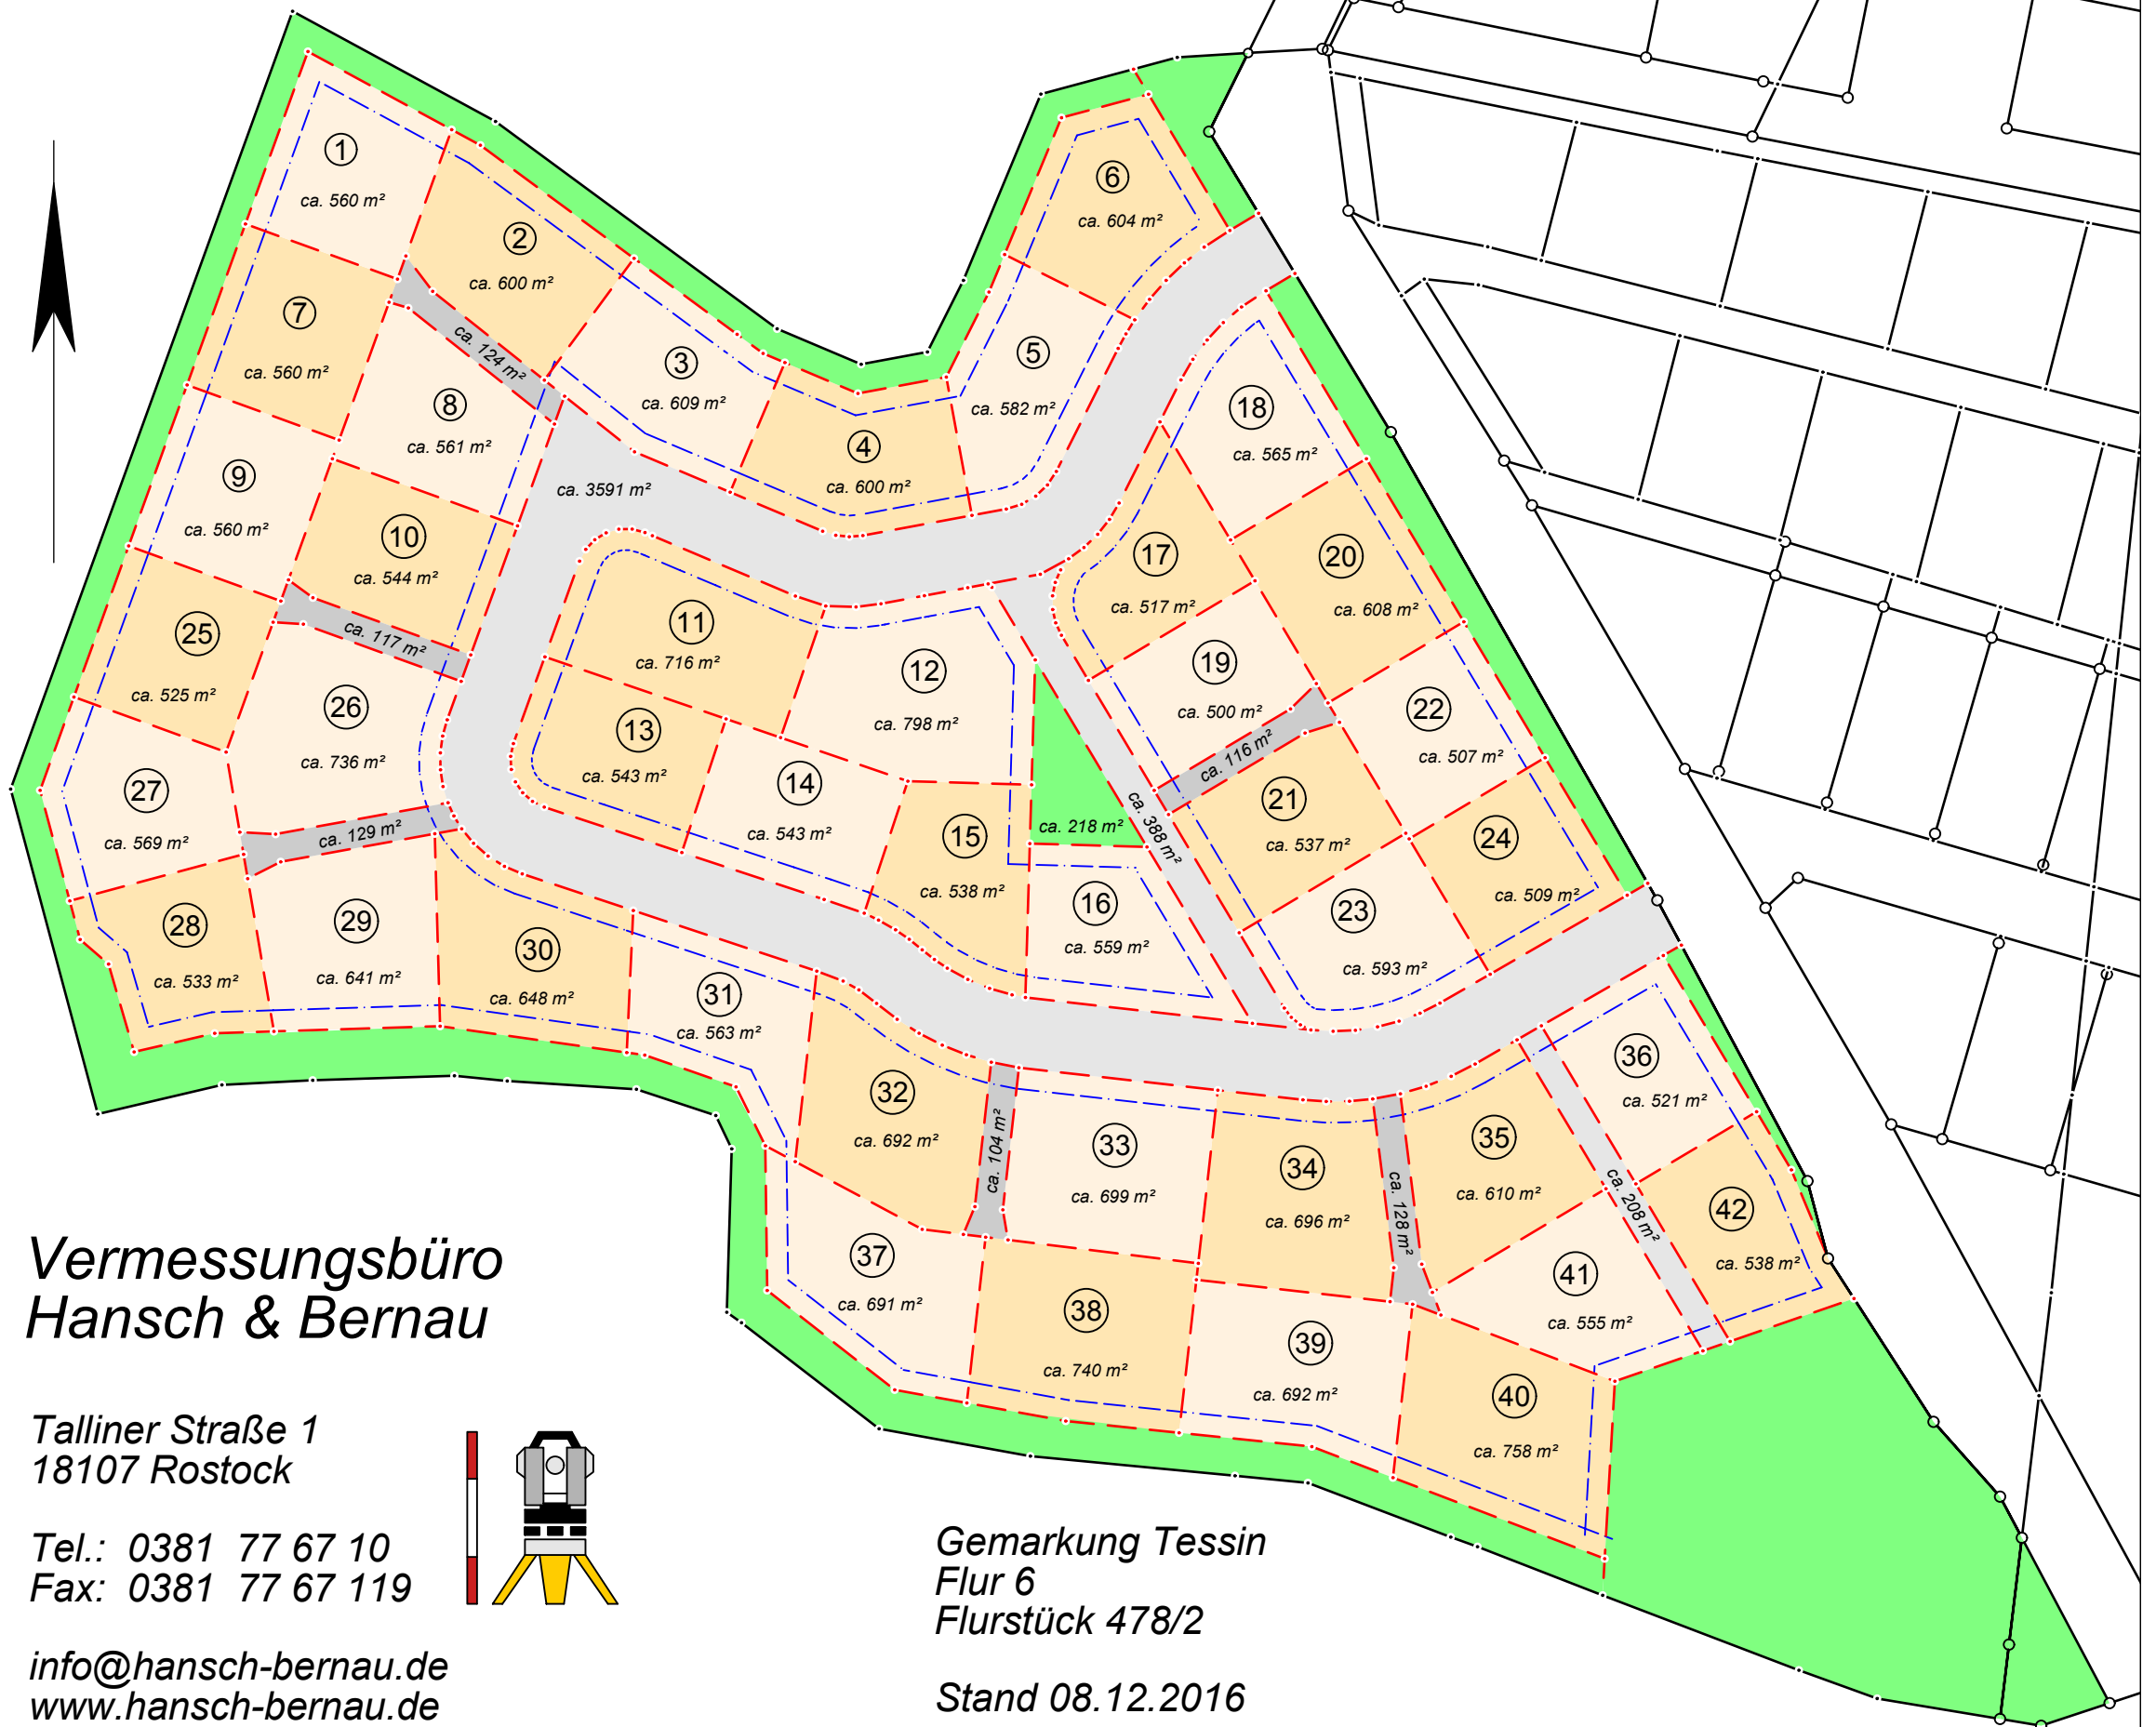 1
ca. 560 m²
2
ca. 600 m²
3
ca. 609 m²
4
ca. 600 m²
5
ca. 582 m²
6
ca. 604 m²
7
ca. 560 m²
8
ca. 561 m²
ca. 124 m²
9
ca. 560 m²
10
ca. 544 m²
ca. 3591 m²
11
ca. 716 m²
12
ca. 798 m²
13
ca. 543 m²
14
ca. 543 m²
15
ca. 538 m²
16
ca. 559 m²
ca. 218 m²
ca. 388 m²
17
ca. 517 m²
18
ca. 565 m²
19
ca. 500 m²
20
ca. 608 m²
ca. 116 m²
21
ca. 537 m²
22
ca. 507 m²
23
ca. 593 m²
24
ca. 509 m²
25
ca. 525 m²
ca. 117 m²
26
ca. 736 m²
27
ca. 569 m²
ca. 129 m²
28
ca. 533 m²
29
ca. 641 m²
30
ca. 648 m²
31
ca. 563 m²
32
ca. 692 m²
ca. 104 m²
33
ca. 699 m²
34
ca. 696 m²
ca. 128 m²
35
ca. 610 m²
36
ca. 521 m²
ca. 208 m²
37
ca. 691 m²
38
ca. 740 m²
39
ca. 692 m²
40
ca. 758 m²
41
ca. 555 m²
42
ca. 538 m²
Vermessungsbüro
Hansch & Bernau
Talliner Straße 1
18107 Rostock
Tel.: 0381 77 67 10
Fax: 0381 77 67 119
info@hansch-bernau.de
www.hansch-bernau.de
Gemarkung Tessin
Flur 6
Flurstück 478/2
Stand 08.12.2016